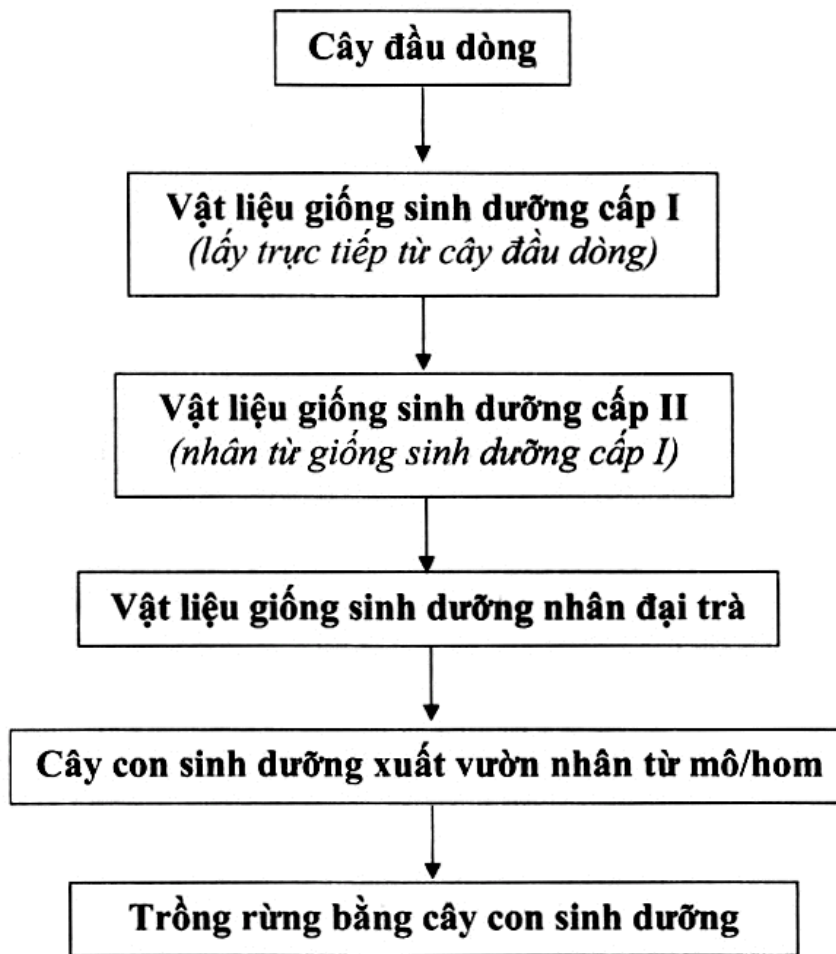 Cây đầu dòng
Vật liệu giống sinh dưỡng cấp I
(lấy trực tiếp từ cây đầu dòng)
Vật liệu giống sinh dưỡng cấp II
(nhân từ giống sinh dưỡng cấp I)
Vật liệu giống sinh dưỡng nhân đại trà
Cây con sinh dưỡng xuất vườn nhân từ mô/hom
Trồng rừng bằng cây con sinh dưỡng